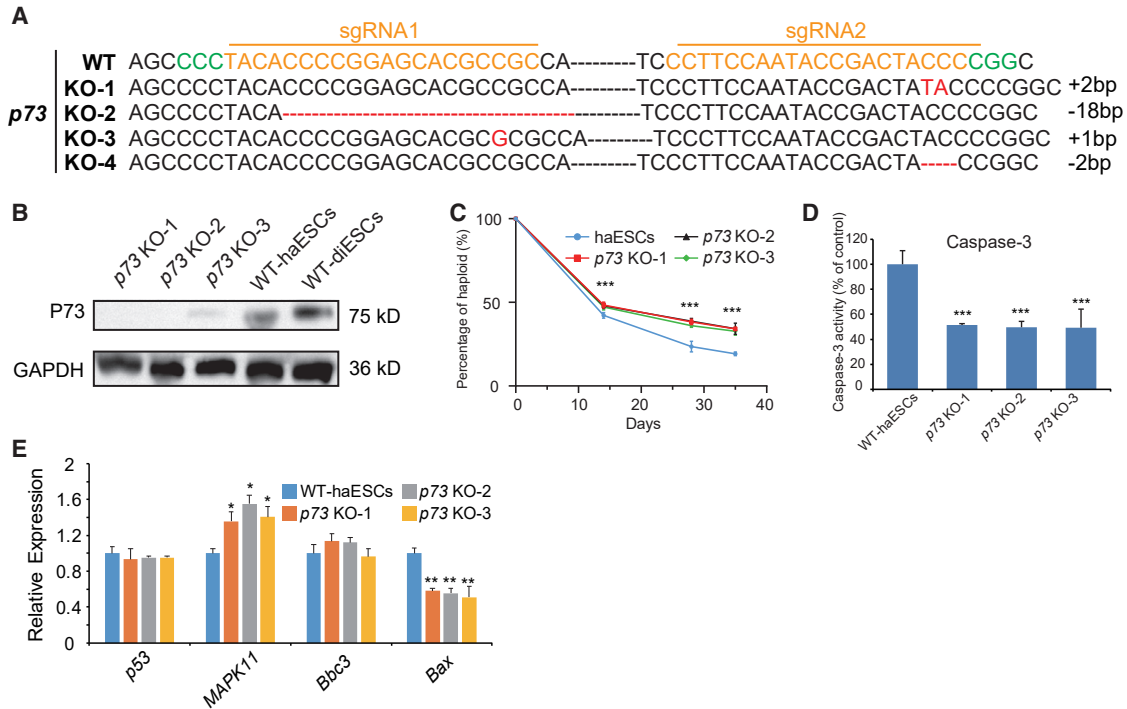 A
sgRNA1 sgRNA2
p73
WT AGCCCCTACACCCCGGAGCACGCCGCCA---------TCCCTTCCAATACCGACTACCCCGGC
KO-1 AGCCCCTACACCCCGGAGCACGCCGCCA---------TCCCTTCCAATACCGACTATACCCCGGC +2bp
KO-2 AGCCCCTACA------------------------------------------TCCCTTCCAATACCGACTACCCCGGC -18bp
KO-3 AGCCCCTACACCCCGGAGCACGCGCGCCA---------TCCCTTCCAATACCGACTACCCCGGC +1bp
KO-4 AGCCCCTACACCCCGGAGCACGCCGCCA---------TCCCTTCCAATACCGACTA-----CCGGC -2bp
B
p73 KO-1 p73 KO-2 p73 KO-3 WT-haESCs WT-diESCs
P73 75 kD
GAPDH 36 kD
C
Percentage of haploid (%)
100
50
0
0 10 20 30 40
Days
haESCs p73 KO-2
p73 KO-1 p73 KO-3
*** *** ***
D
Caspase-3
Caspase-3 activity (% of control)
120
100
80
60
40
20
0
*** *** ***
WT-haESCs p73 KO-1 p73 KO-2 p73 KO-3
E
Relative Expression
2
1.6
1.2
0.8
0.4
0
WT-haESCs p73 KO-2
p73 KO-1 p73 KO-3
* * *
** ** **
p53 MAPK11 Bbc3 Bax